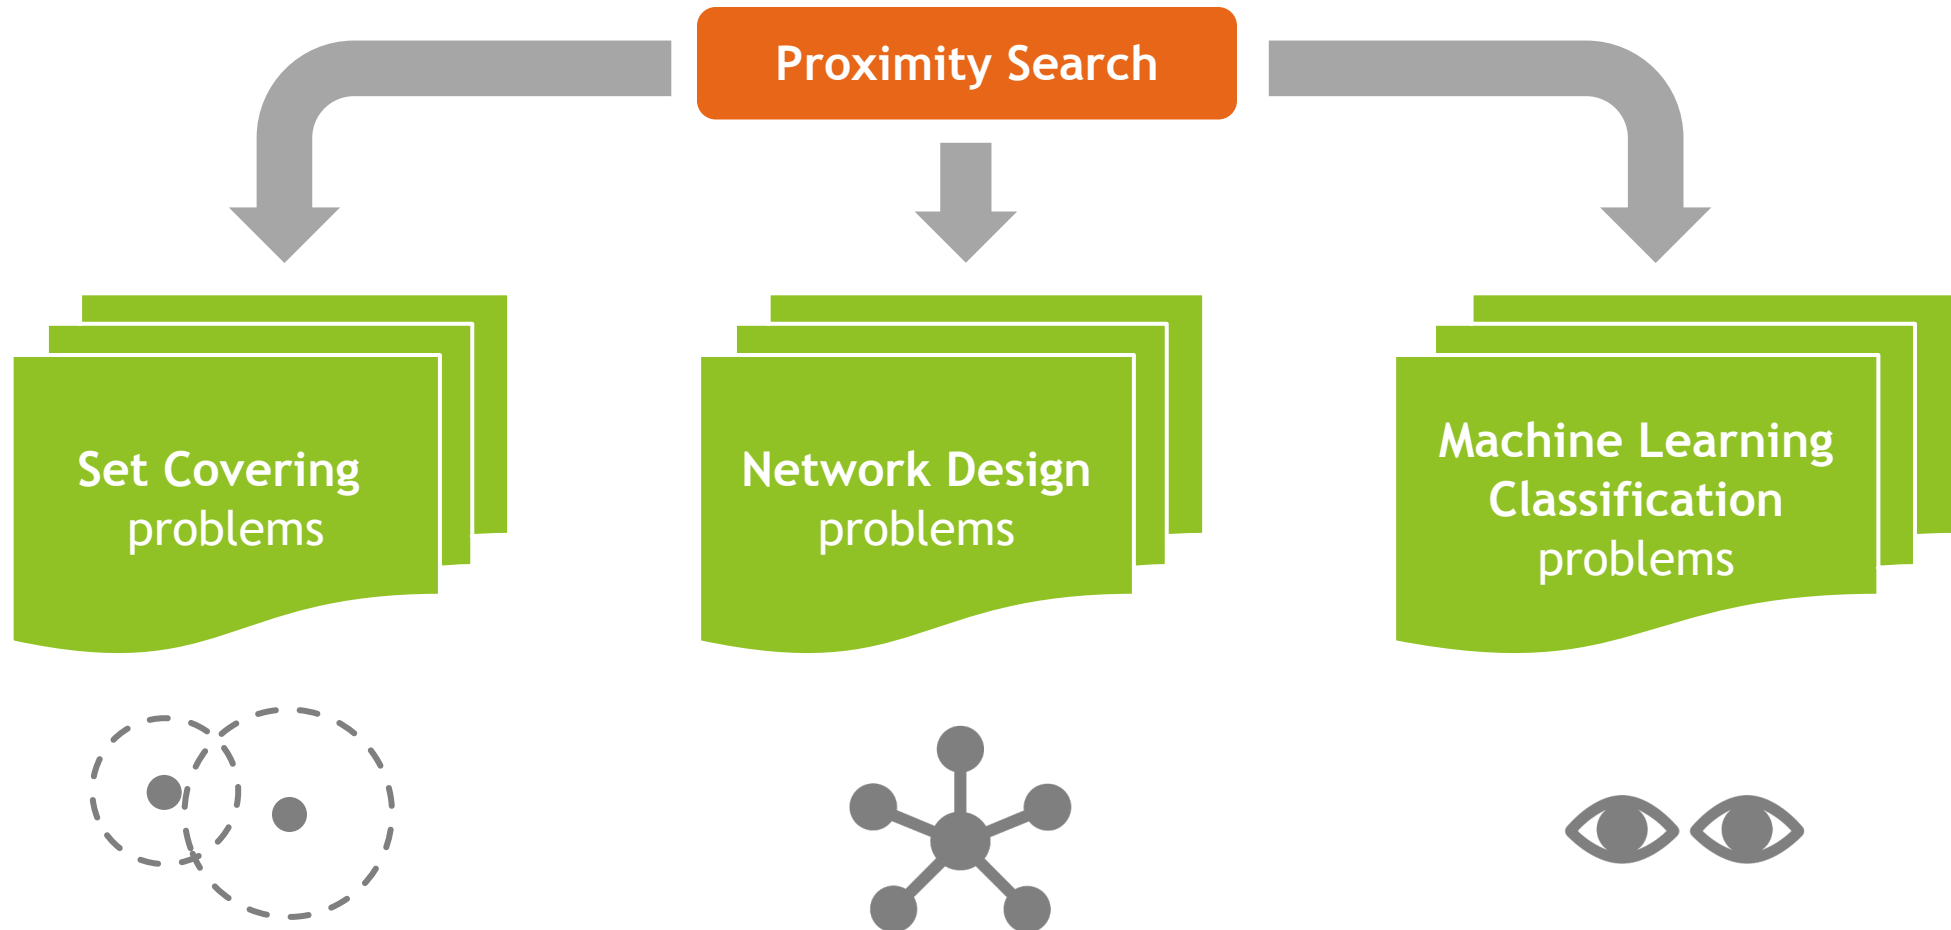 Proximity Search
Set Covering
problems
Network Design
problems
Machine Learning
Classification
problems